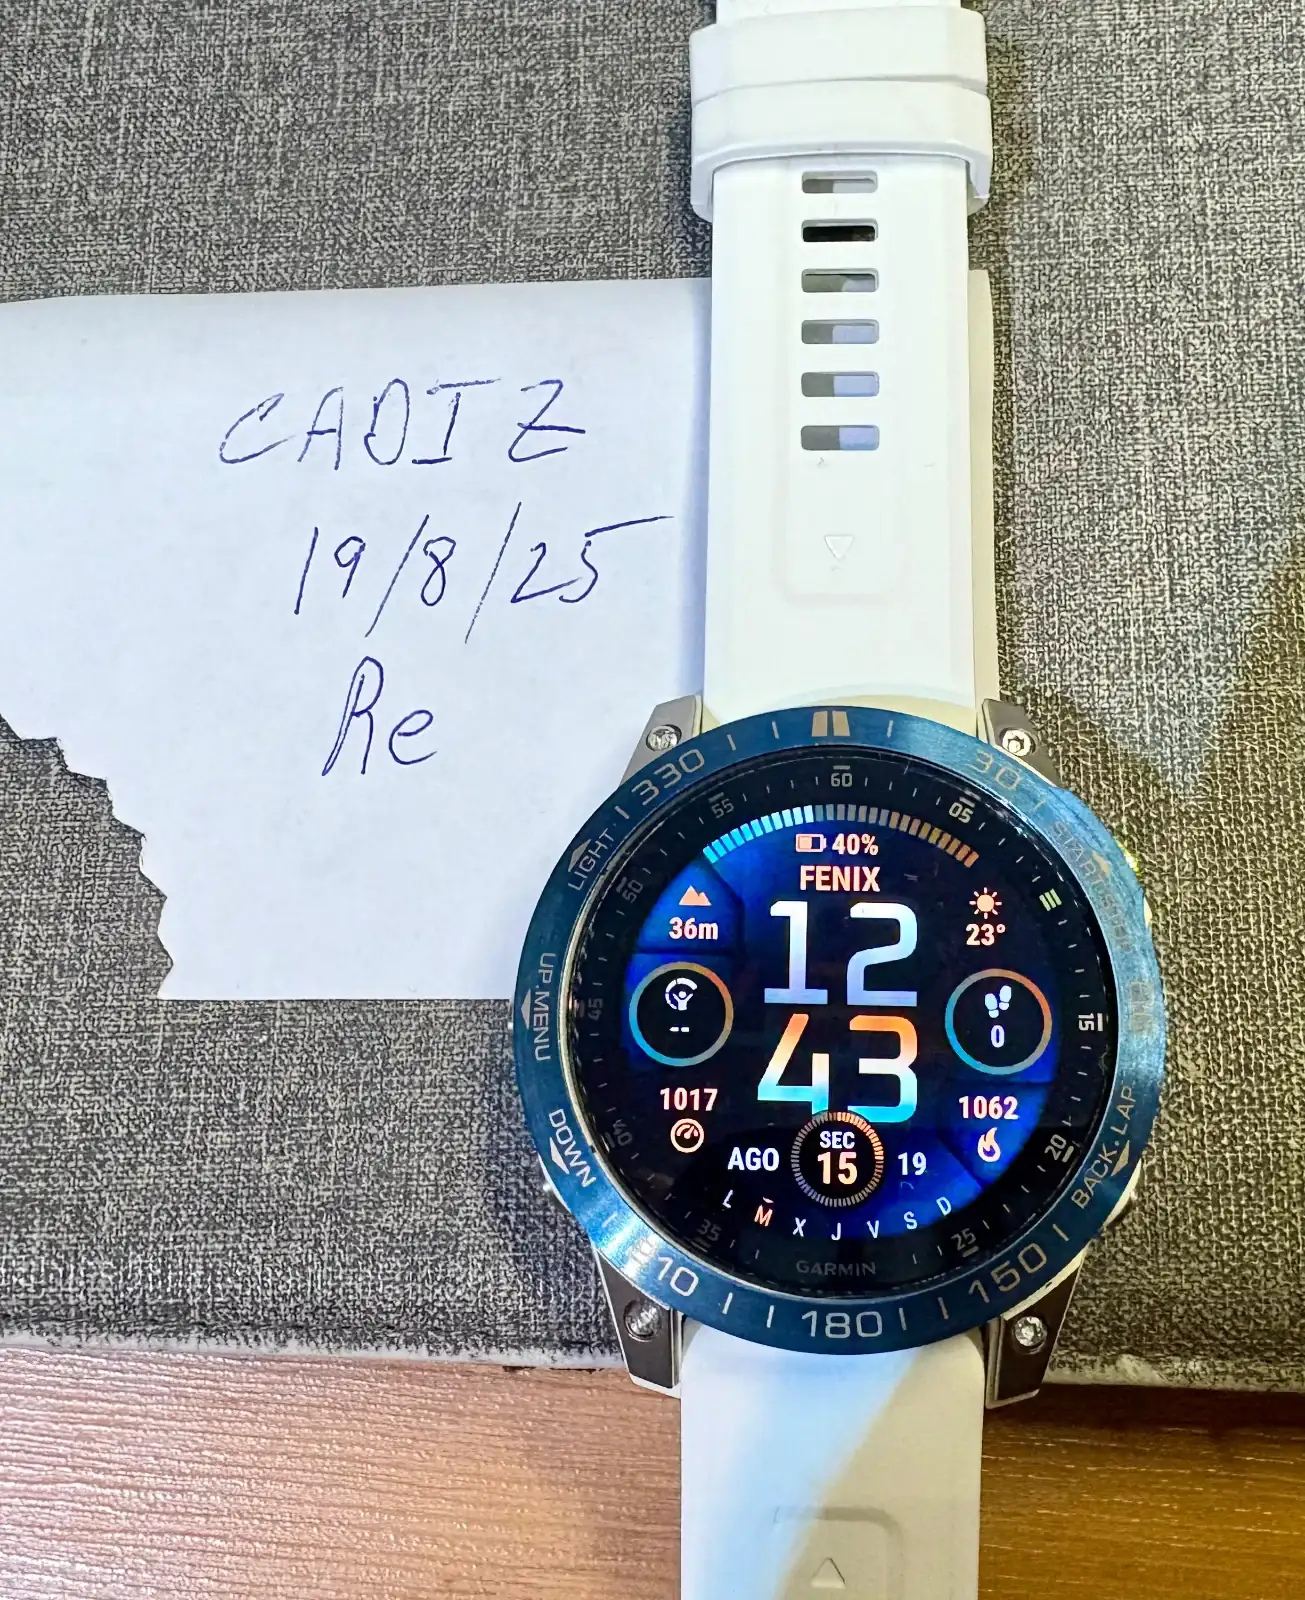 CADIZ
19/8/25
Re
330
30
LIGHT
UP·MENU
DOWN
BACK·LAP
150
180
10
60
55
05
50
45
15
40
20
35
25
40%
FENIX
36m
23°
12
43
--
0
1017
1062
AGO
SEC
15
19
L M X J V S D
GARMIN